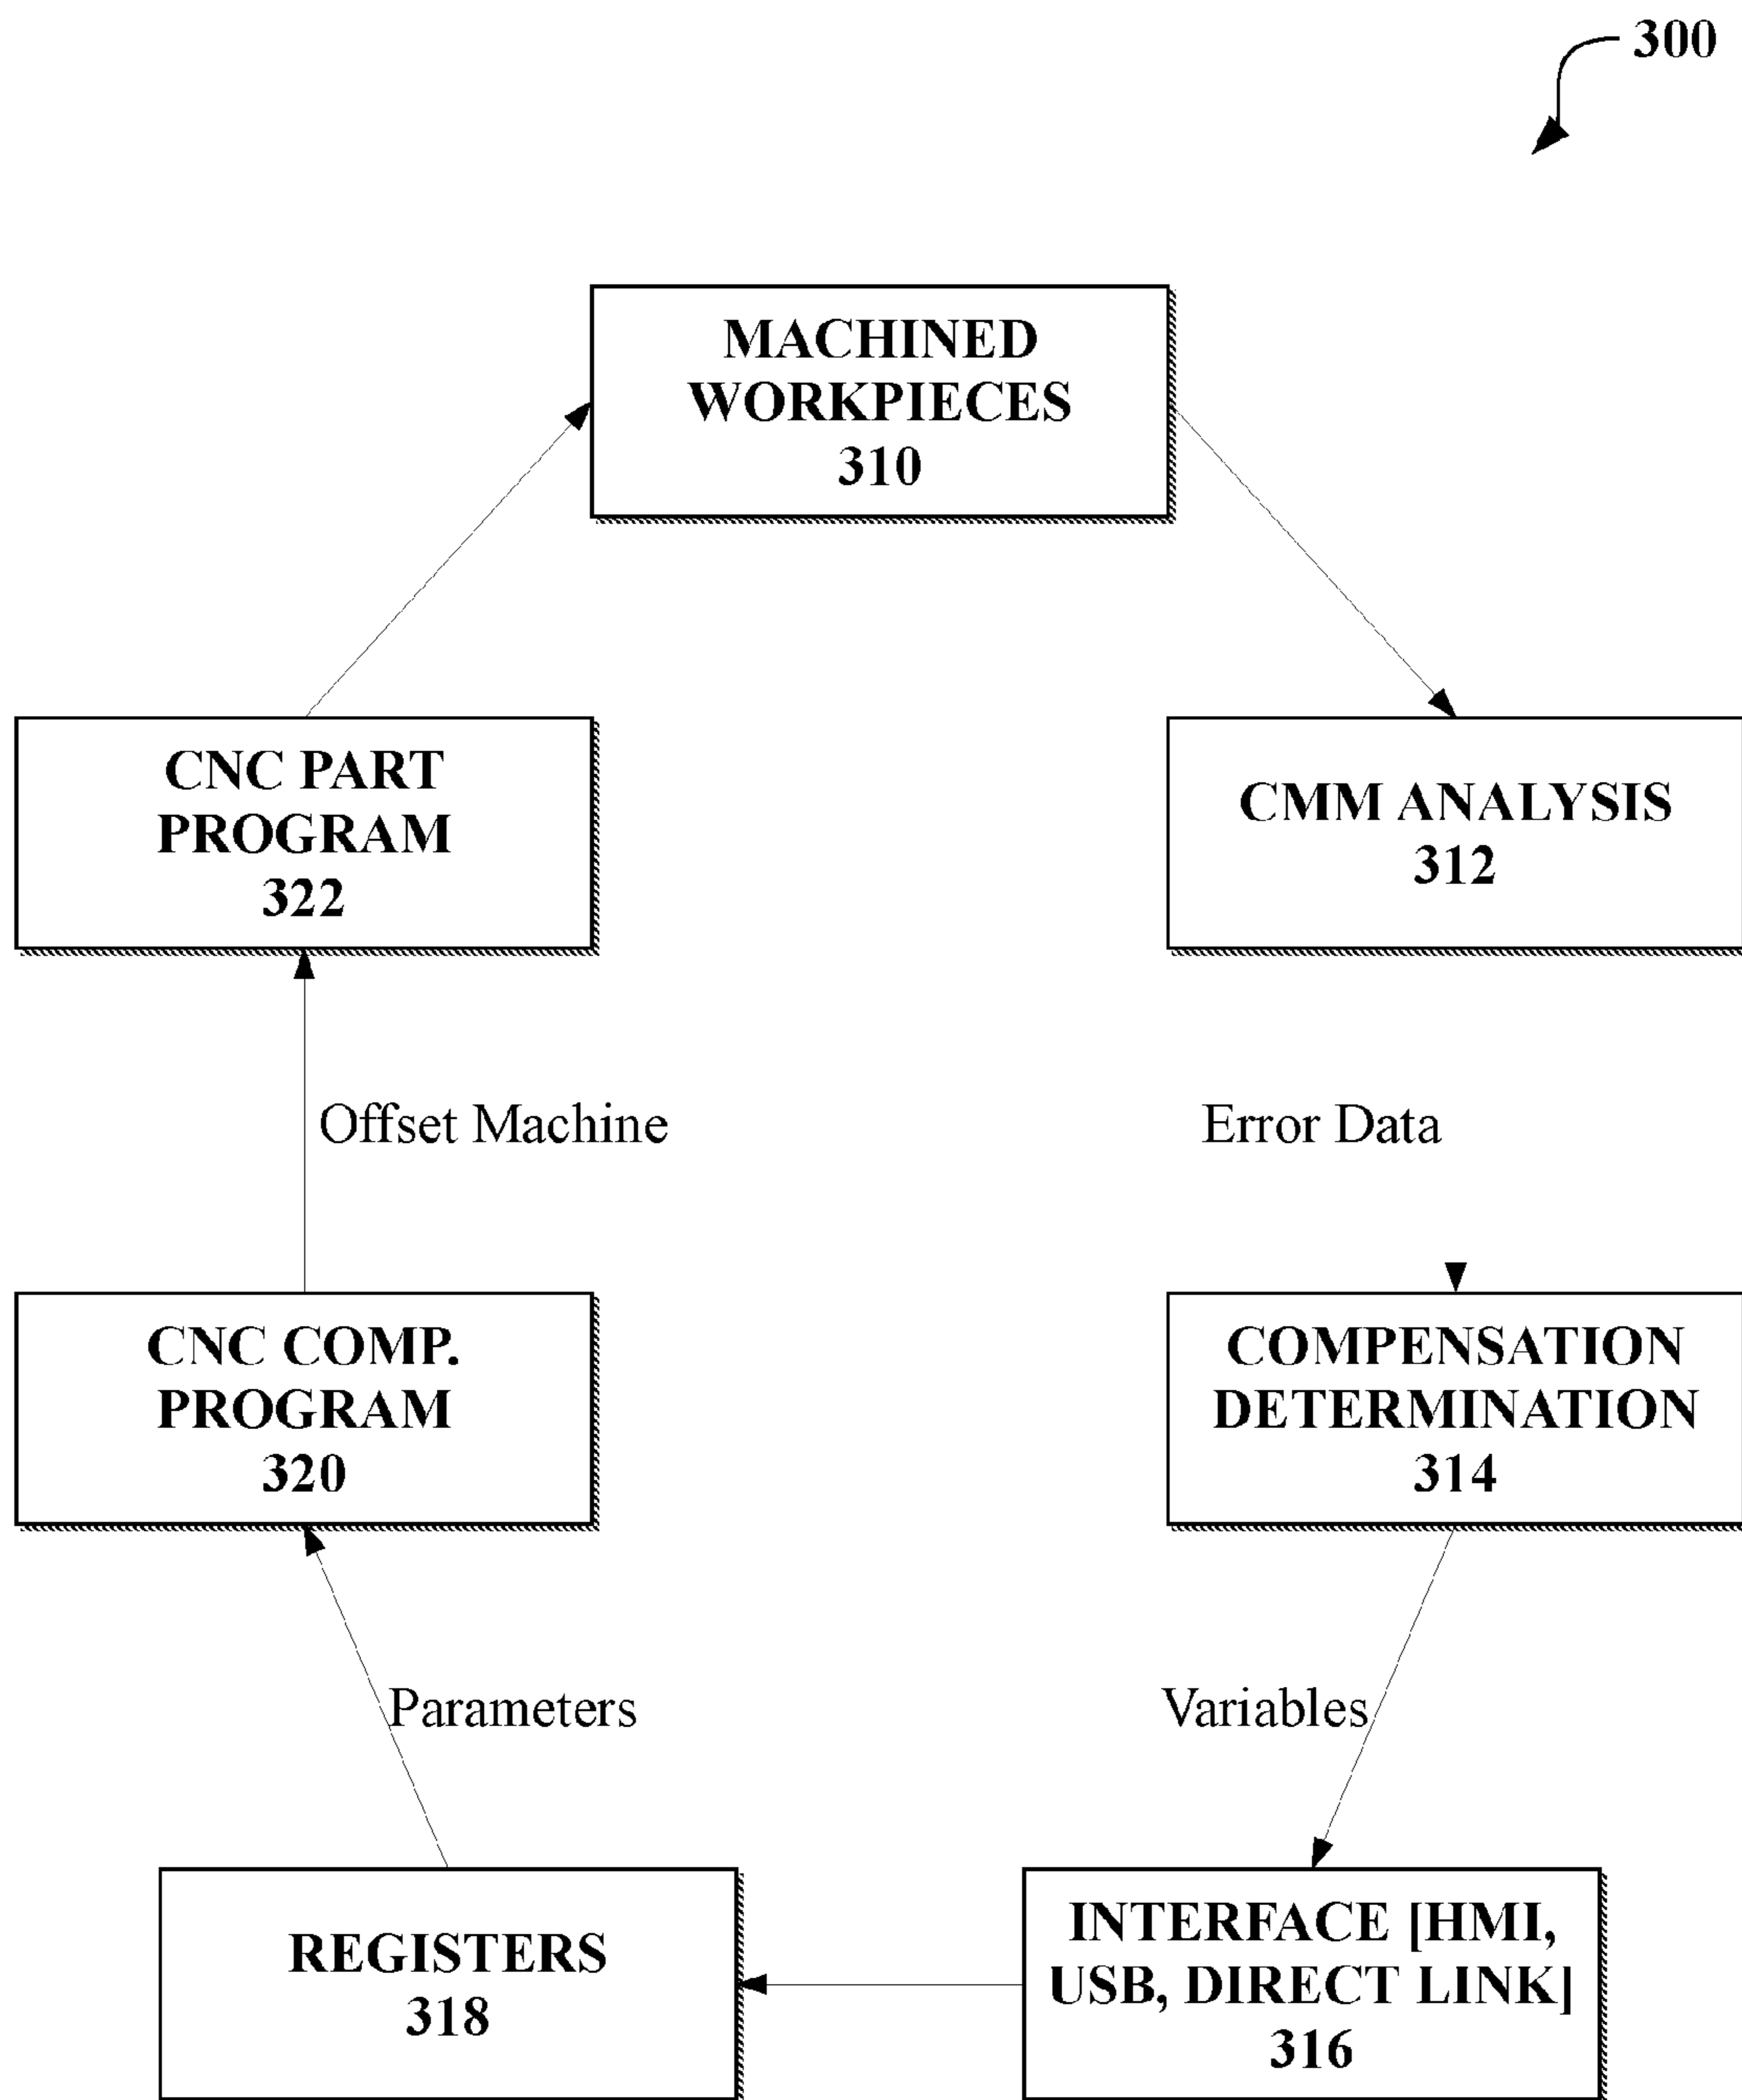 300
MACHINED
WORKPIECES
310
CNC PART
PROGRAM
322
CMM ANALYSIS
312
Offset Machine
Error Data
CNC COMP.
PROGRAM
320
COMPENSATION
DETERMINATION
314
Parameters
Variables
REGISTERS
318
INTERFACE [HMI,
USB, DIRECT LINK]
316